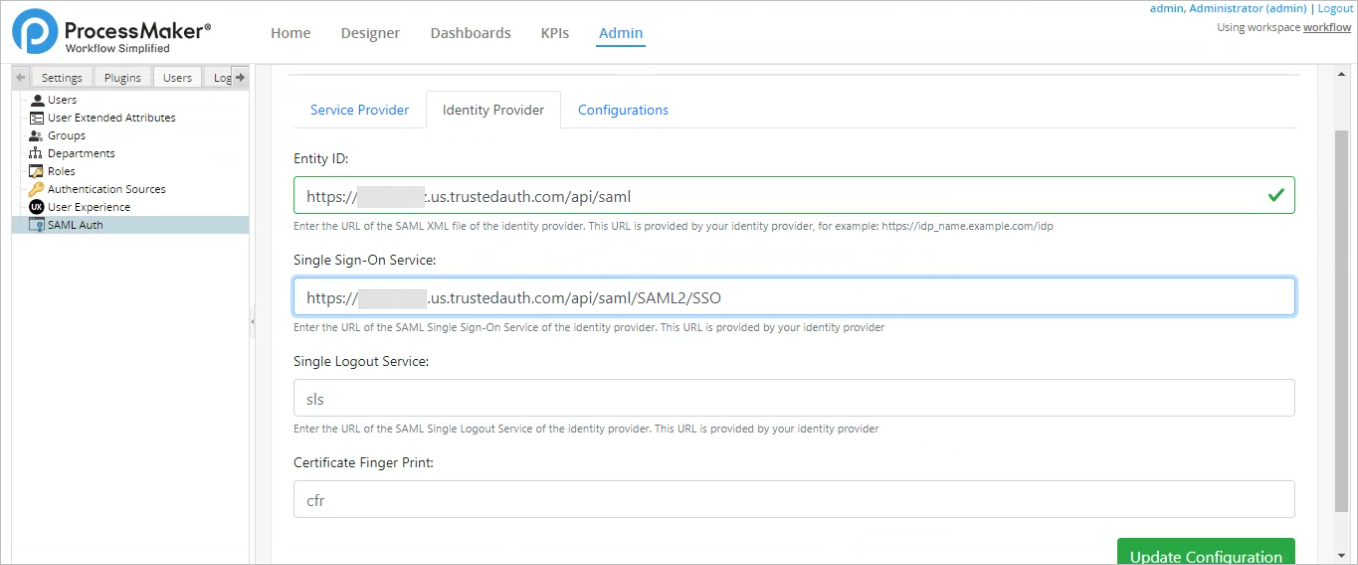 admin, Administrator (admin) | Logout
Using workspace workflow
ProcessMaker®
Workflow Simplified
Home Designer Dashboards KPIs Admin
Settings Plugins Users Log
Users
User Extended Attributes
Groups
Departments
Roles
Authentication Sources
UX User Experience
SAML Auth
Service Provider Identity Provider Configurations
Entity ID:
https:// .us.trustedauth.com/api/saml
Enter the URL of the SAML XML file of the identity provider. This URL is provided by your identity provider, for example: https://idp_name.example.com/idp
Single Sign-On Service:
https:// .us.trustedauth.com/api/saml/SAML2/SSO
Enter the URL of the SAML Single Sign-On Service of the identity provider. This URL is provided by your identity provider
Single Logout Service:
sls
Enter the URL of the SAML Single Logout Service of the identity provider. This URL is provided by your identity provider
Certificate Finger Print:
cfr
Update Configuration